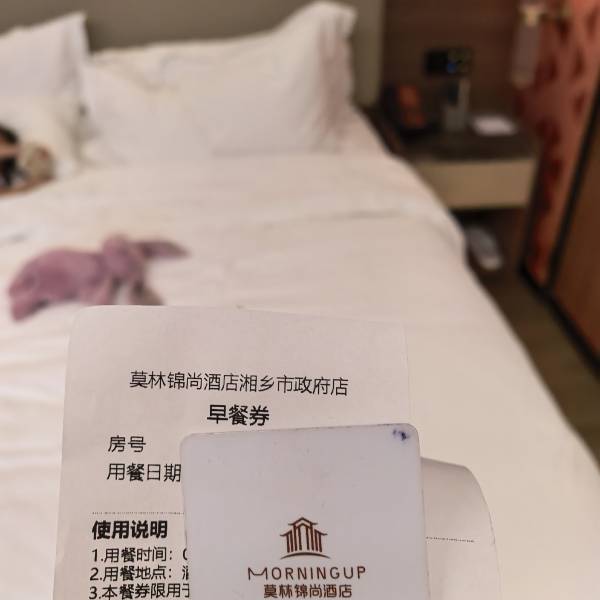 莫林锦尚酒店湘乡市政府店
早餐券
房号
用餐日期
使用说明
1.用餐时间：0
2.用餐地点：
3.本餐券限用于
MORNINGUP
莫林锦尚酒店